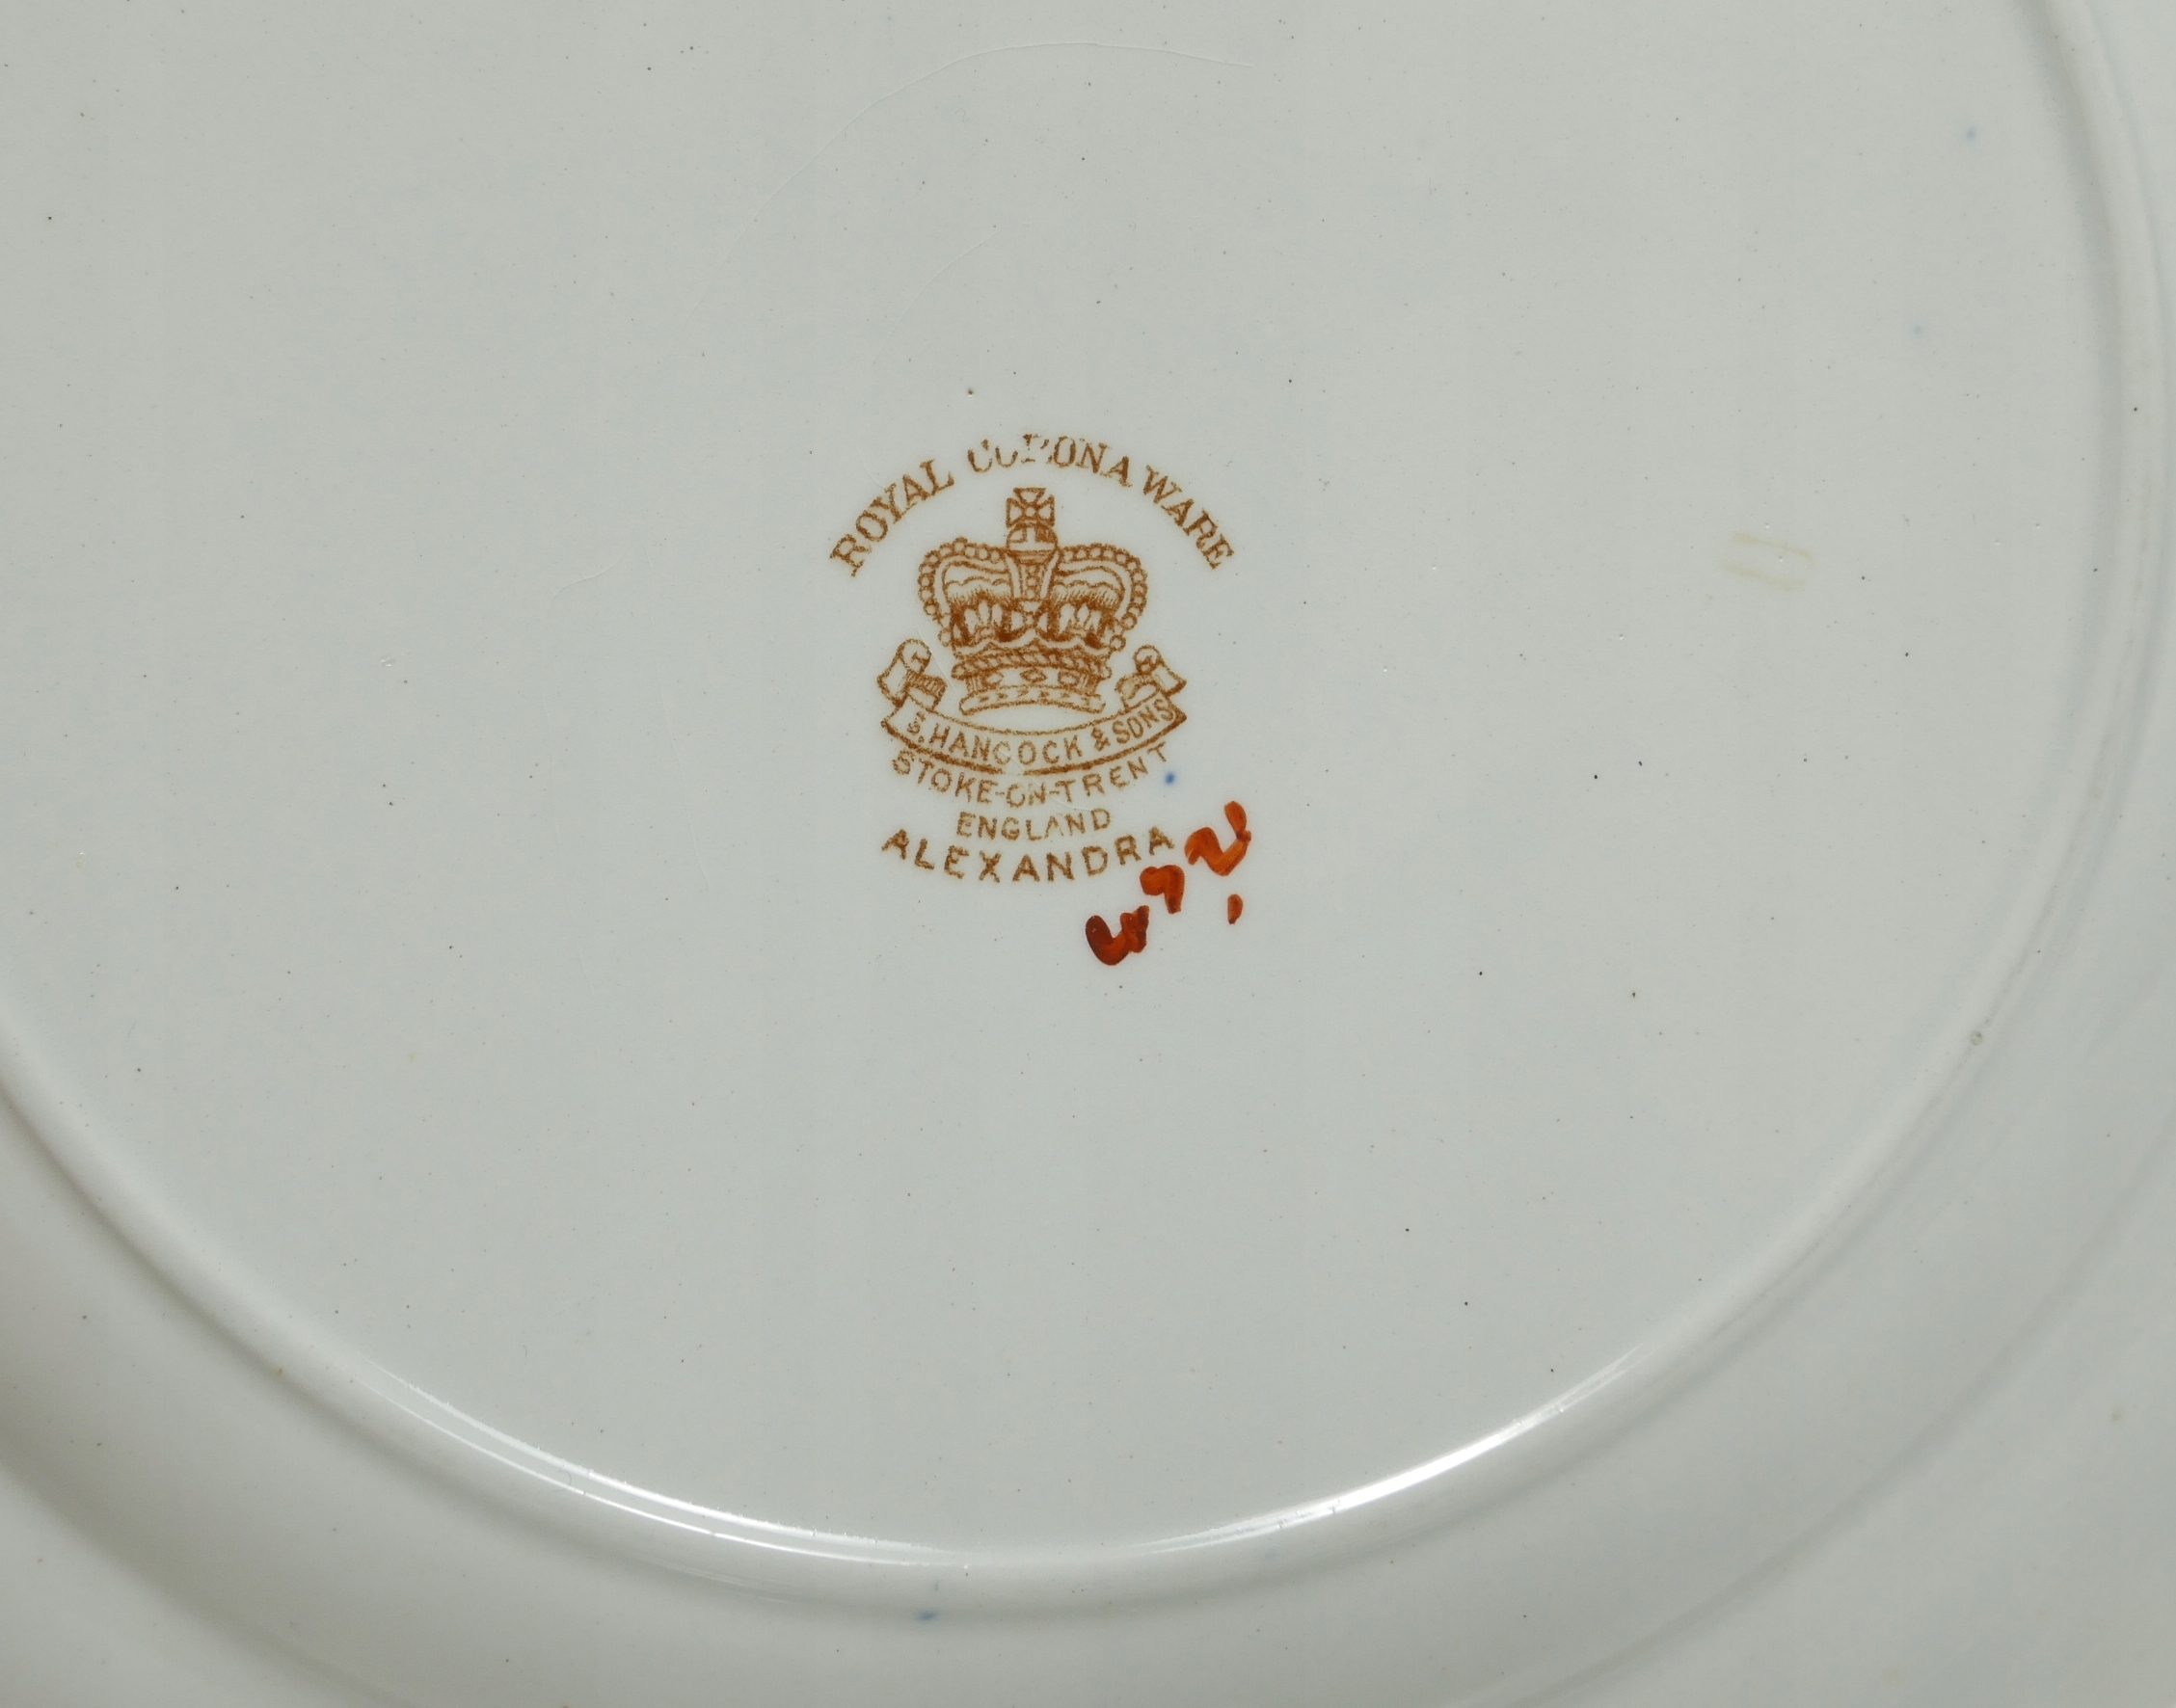 ROYAL CORONA WARE
S. HANCOCK & SONS
STOKE-ON-TRENT
ENGLAND
ALEXANDRA